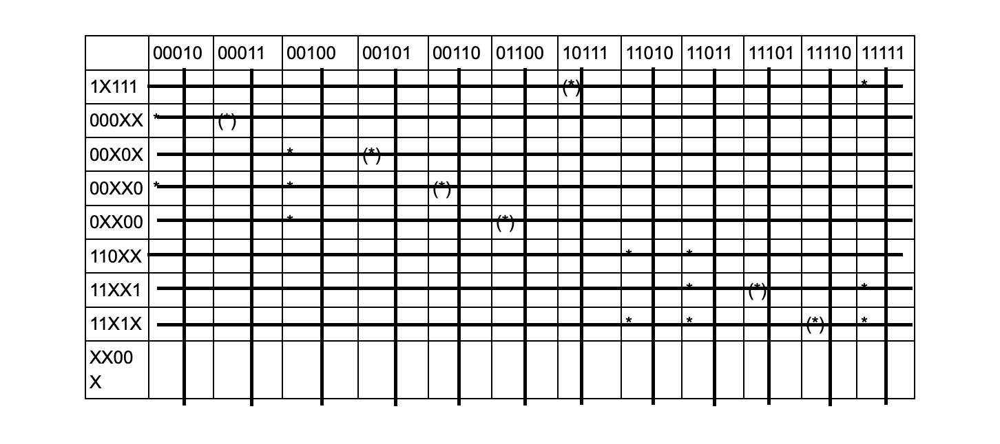 00010 00011 00100 00101 00110 01100 10111 11010 11011 11101 11110 11111
1X111 (*) *
000XX * (*)
00X0X * (*)
00XX0 * * (*)
0XX00 * (*)
110XX * *
11XX1 * (*) *
11X1X * * (*) *
XX00
X